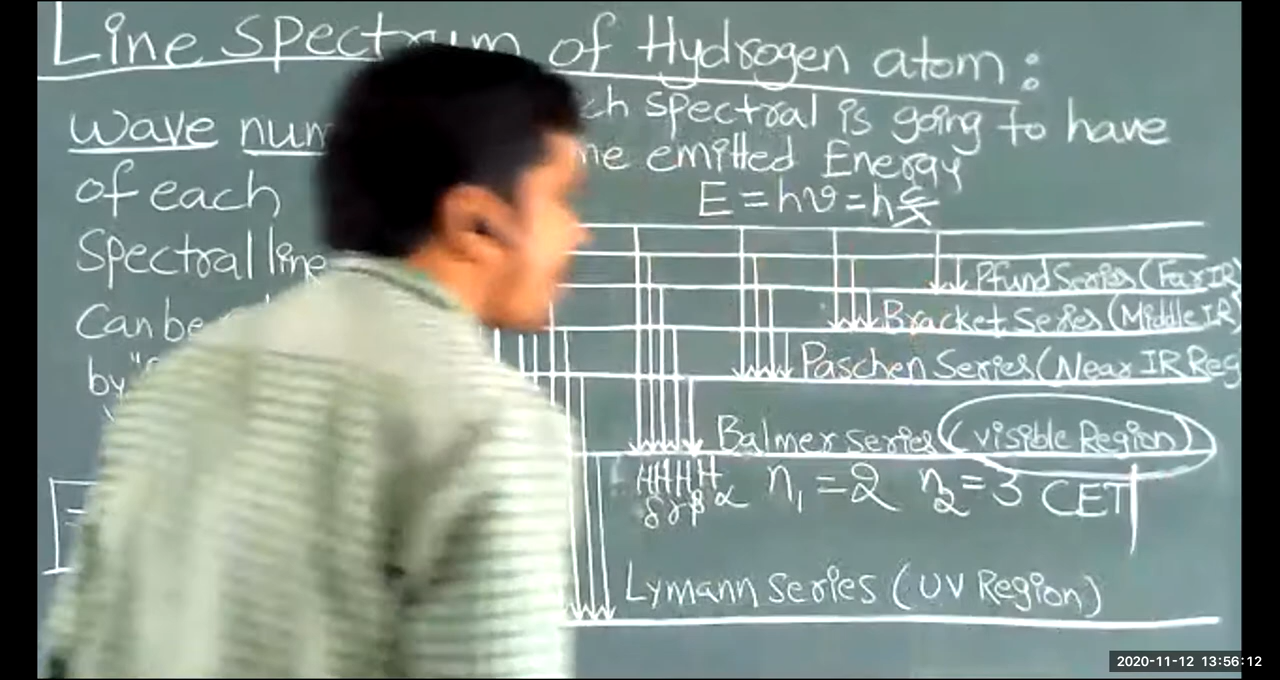 Line Spectrum of Hydrogen atom :
wave num
ch spectral is going to have
of each
me emitted Energy
E = hν = h c/λ
Spectral line
Can be
by
Pfund Series (Far IR
Bracket Series (Middle IR)
Paschen Series (Near IR Reg
Balmer Series (visible Region)
H H H H α n₁ = 2 n₂ = 3 CET
δ γ β
Lymann Series (UV Region)
2020-11-12 13:56:12